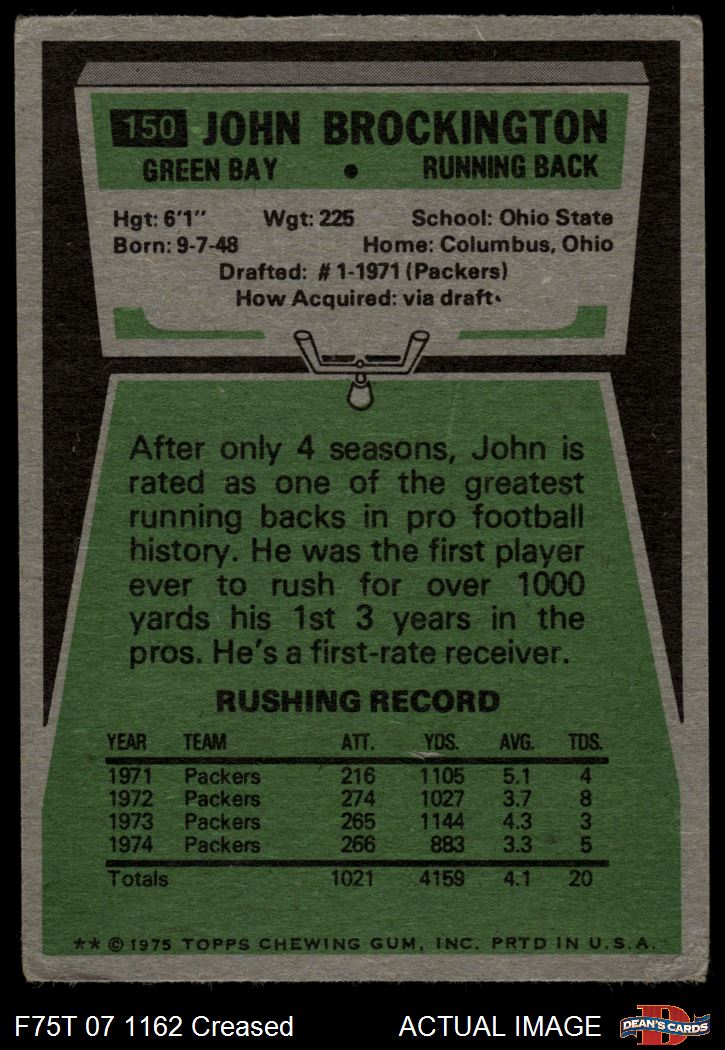 150 JOHN BROCKINGTON
GREEN BAY • RUNNING BACK
Hgt: 6'1" Wgt: 225 School: Ohio State
Born: 9-7-48 Home: Columbus, Ohio
Drafted: # 1-1971 (Packers)
How Acquired: via draft.
After only 4 seasons, John is
rated as one of the greatest
running backs in pro football
history. He was the first player
ever to rush for over 1000
yards his 1st 3 years in the
pros. He's a first-rate receiver.
RUSHING RECORD
YEAR TEAM ATT. YDS. AVG. TDS.
1971 Packers 216 1105 5.1 4
1972 Packers 274 1027 3.7 8
1973 Packers 265 1144 4.3 3
1974 Packers 266 883 3.3 5
Totals 1021 4159 4.1 20
** © 1975 TOPPS CHEWING GUM, INC. PRTD IN U.S.A.
F75T 07 1162 Creased ACTUAL IMAGE D DEAN'S CARDS